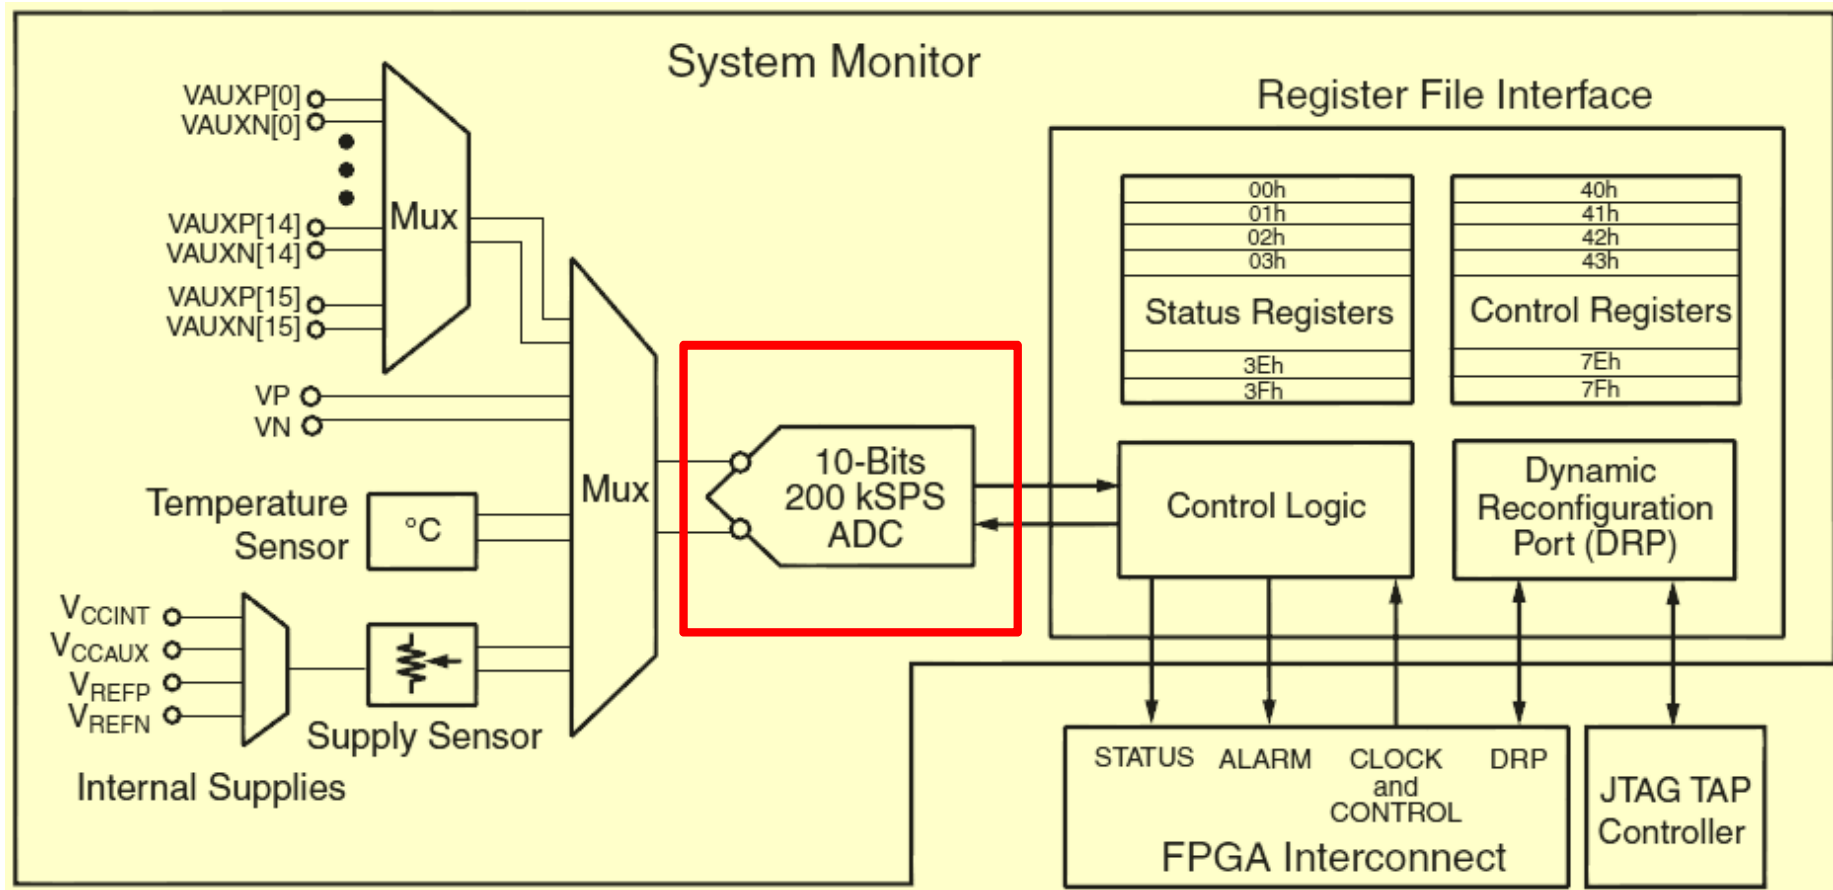 System Monitor
Register File Interface
VAUXP[0]
VAUXN[0]
VAUXP[14]
VAUXN[14]
VAUXP[15]
VAUXN[15]
Mux
VP
VN
Temperature
Sensor
°C
VCCINT
VCCAUX
VREFP
VREFN
Supply Sensor
Internal Supplies
Mux
10-Bits
200 kSPS
ADC
00h
01h
02h
03h
Status Registers
3Eh
3Fh
40h
41h
42h
43h
Control Registers
7Eh
7Fh
Control Logic
Dynamic
Reconfiguration
Port (DRP)
STATUS
ALARM
CLOCK
and
CONTROL
DRP
FPGA Interconnect
JTAG TAP
Controller